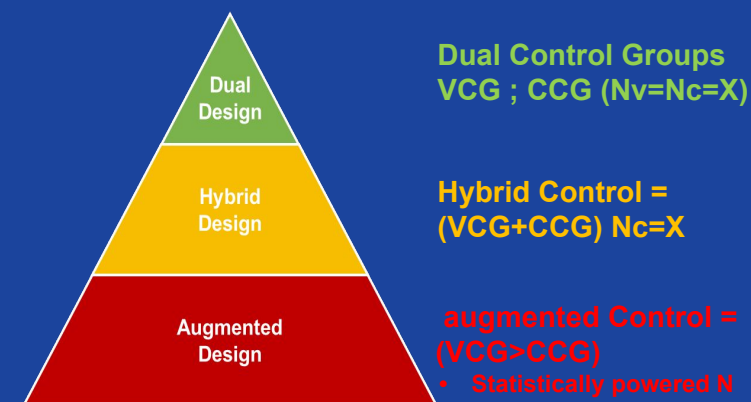 Dual
Design
Dual Control Groups
VCG ; CCG (Nv=Nc=X)
Hybrid
Design
Hybrid Control =
(VCG+CCG) Nc=X
Augmented
Design
augmented Control =
(VCG>CCG)
• Statistically powered N